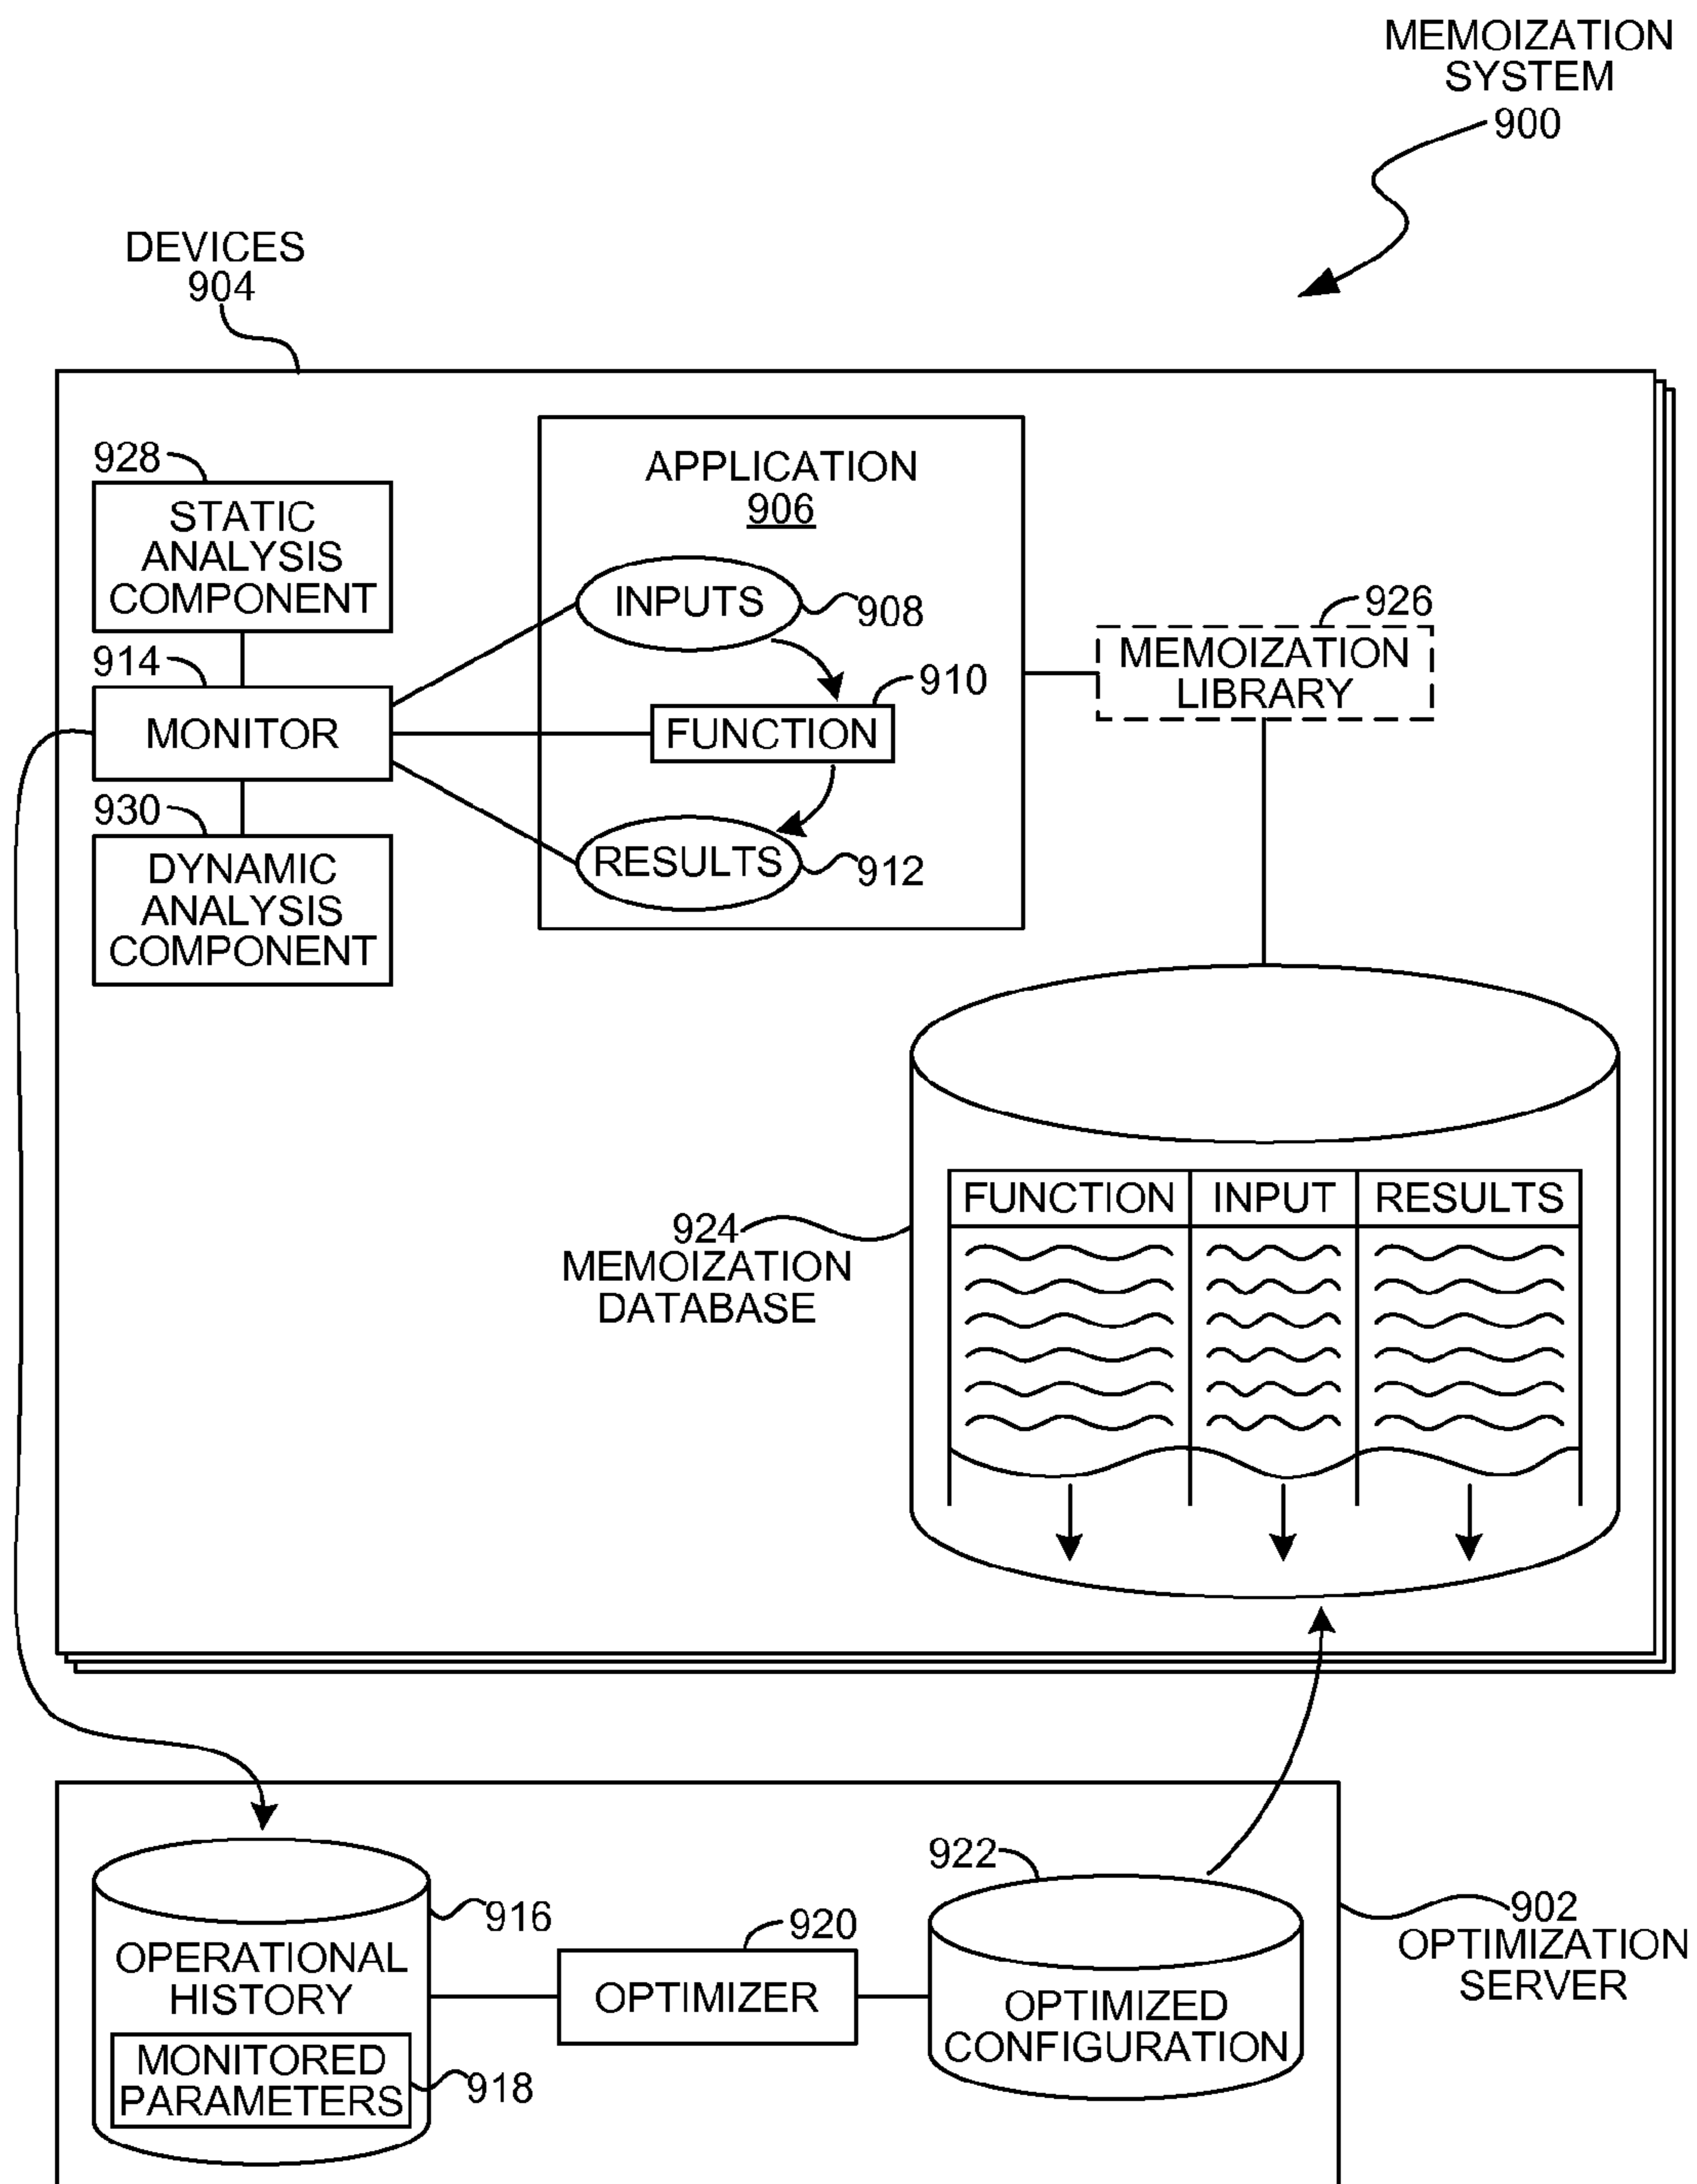 MEMOIZATION
SYSTEM
900
DEVICES
904
928
STATIC
ANALYSIS
COMPONENT
914
MONITOR
930
DYNAMIC
ANALYSIS
COMPONENT
APPLICATION
906
INPUTS
908
910
FUNCTION
RESULTS
912
926
MEMOIZATION
LIBRARY
924
MEMOIZATION
DATABASE
FUNCTION INPUT RESULTS
916
OPERATIONAL
HISTORY
MONITORED
PARAMETERS
918
920
OPTIMIZER
922
OPTIMIZED
CONFIGURATION
902
OPTIMIZATION
SERVER